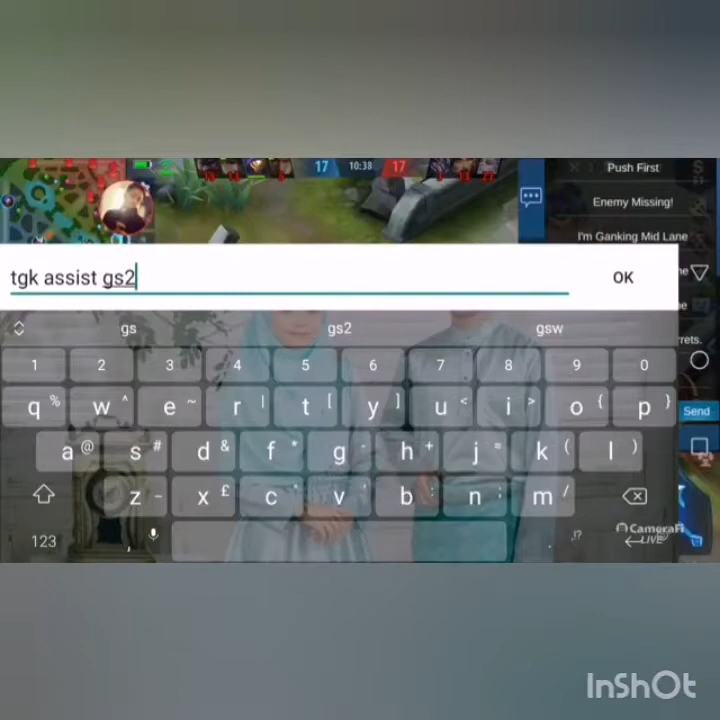 17 10:38 17
Push First
Enemy Missing!
I'm Ganking Mid Lane
tgk assist gs2
OK
gs gs2 gsw
1 2 3 4 5 6 7 8 9 0
q % w ^ e ~ r | t [ y ] u < i > o { p }
a @ s # d & f * g - h + j = k ( l )
z x £ c v b : n ; m /
Send
123 , . !?
CameraFi
LIVE
InShOt